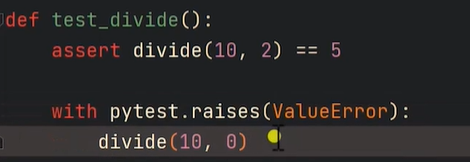 def test_divide():
    assert divide(10, 2) == 5
    with pytest.raises(ValueError):
        divide(10, 0)